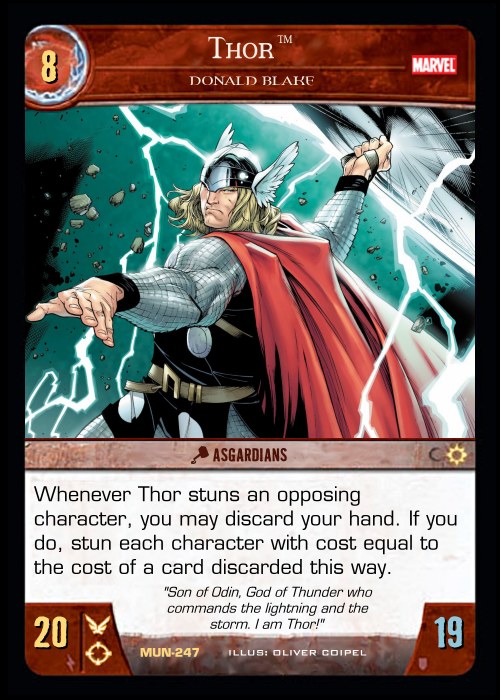 8
THOR™
DONALD BLAKE
MARVEL
ASGARDIANS
C
Whenever Thor stuns an opposing
character, you may discard your hand. If you
do, stun each character with cost equal to
the cost of a card discarded this way.
"Son of Odin, God of Thunder who
commands the lightning and the
storm. I am Thor!"
20
19
MUN-247 ILLUS: OLIVER COIPEL